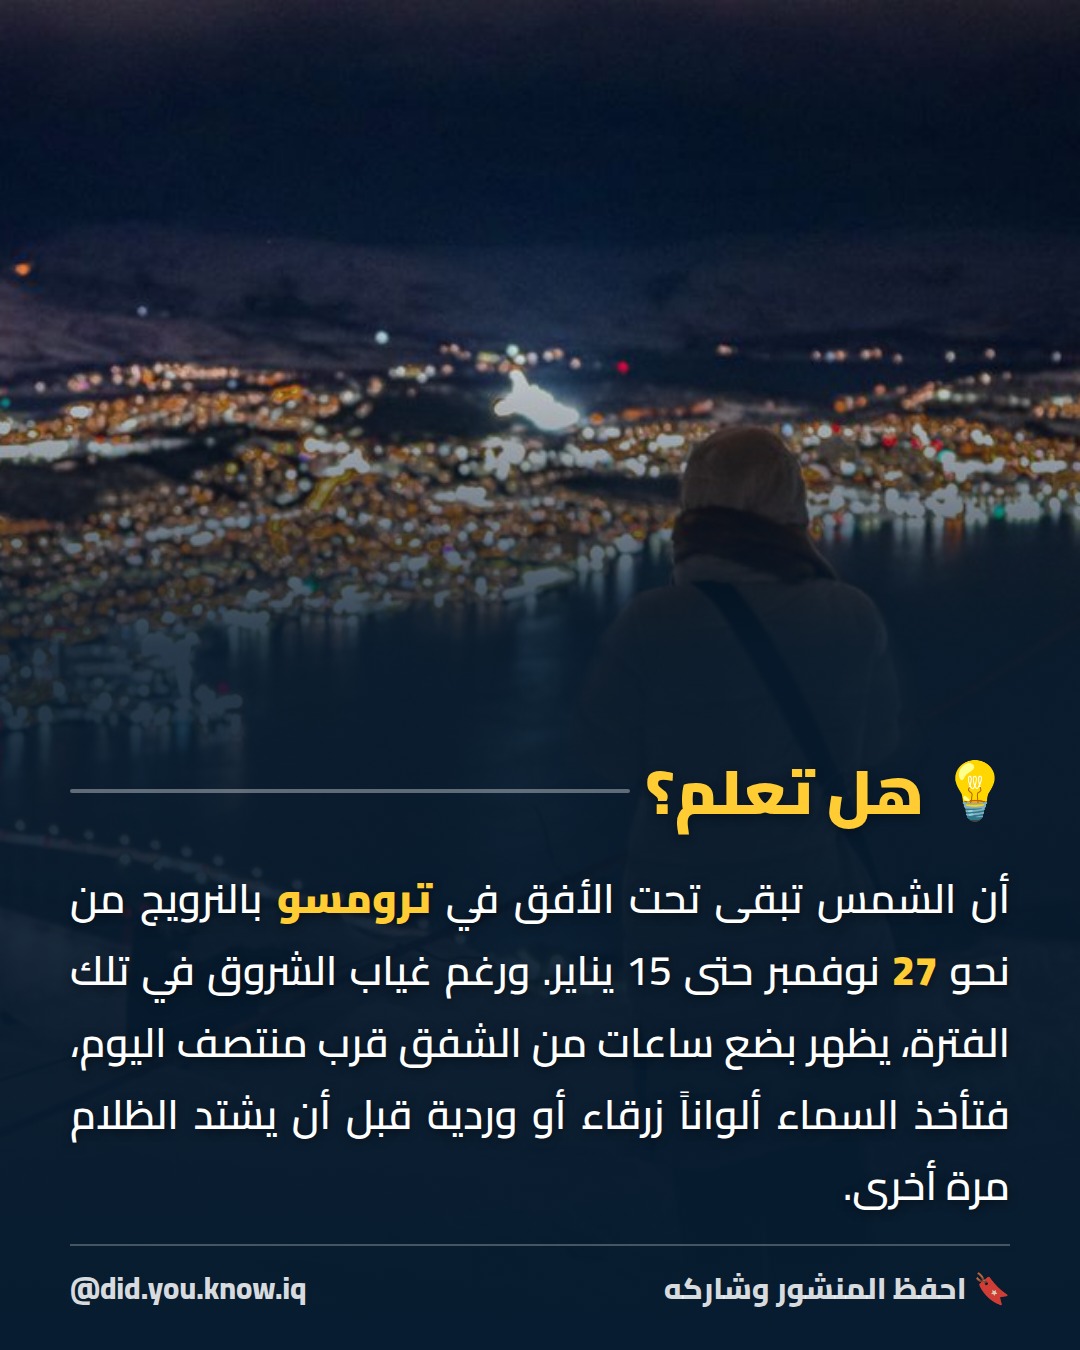 💡 هل تعلم؟
أن الشمس تبقى تحت الأفق في ترومسو بالنرويج من
نحو 27 نوفمبر حتى 15 يناير. ورغم غياب الشروق في تلك
الفترة، يظهر بضع ساعات من الشفق قرب منتصف اليوم،
فتأخذ السماء ألواناً زرقاء أو وردية قبل أن يشتد الظلام
مرة أخرى.
🔖 احفظ المنشور وشاركه
@did.you.know.iq